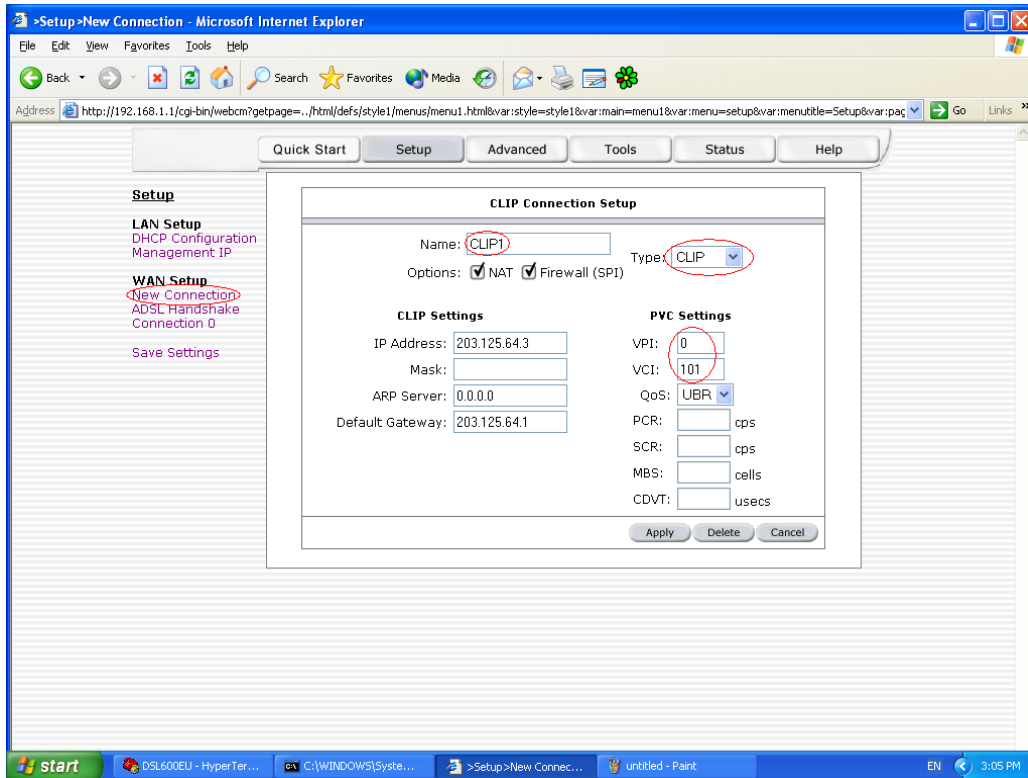 >Setup>New Connection - Microsoft Internet Explorer
File Edit View Favorites Tools Help
Back Search Favorites Media
Address http://192.168.1.1/cgi-bin/webcm?getpage=../html/defs/style1/menus/menu1.html&var:style=style1&var:main=menu1&var:menu=setup&var:menutitle=Setup&var:pag Go Links »
Quick Start Setup Advanced Tools Status Help
Setup
LAN Setup
DHCP Configuration
Management IP
WAN Setup
New Connection
ADSL Handshake
Connection 0
Save Settings
CLIP Connection Setup
Name: CLIP1
Type: CLIP
Options: NAT Firewall (SPI)
CLIP Settings
IP Address: 203.125.64.3
Mask:
ARP Server: 0.0.0.0
Default Gateway: 203.125.64.1
PVC Settings
VPI: 0
VCI: 101
QoS: UBR
PCR: cps
SCR: cps
MBS: cells
CDVT: usecs
Apply Delete Cancel
start DSL600EU - HyperTer... C:\WINDOWS\Syste... >Setup>New Connec... untitled - Paint EN 3:05 PM